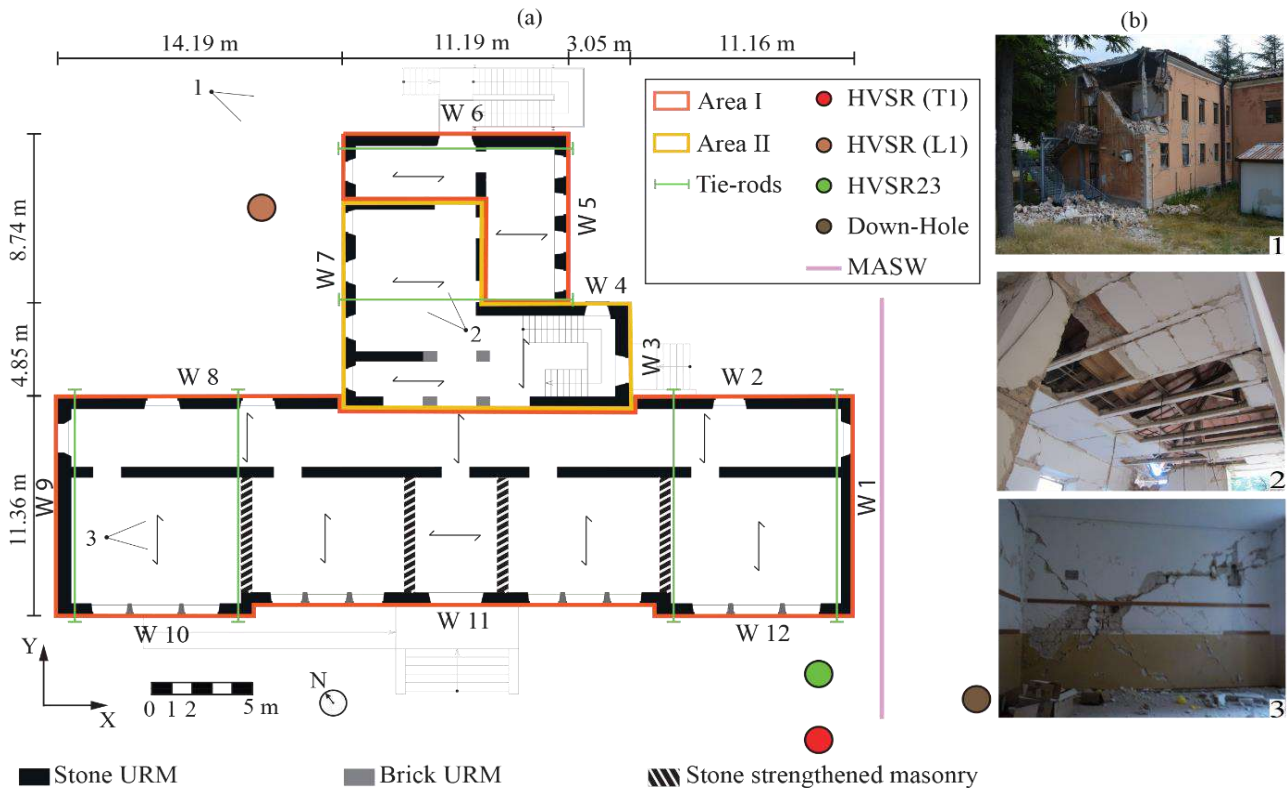 (a)
(b)
14.19 m
11.19 m
3.05 m
11.16 m
1
W 6
Area I
HVSR (T1)
Area II
HVSR (L1)
Tie-rods
HVSR23
Down-Hole
MASW
1
8.74 m
W 7
W 5
W 4
2
W 3
4.85 m
W 8
W 2
2
11.36 m
W 9
W 1
3
W 10
W 11
W 12
3
Y
X
N
0 1 2 5 m
Stone URM
Brick URM
Stone strengthened masonry